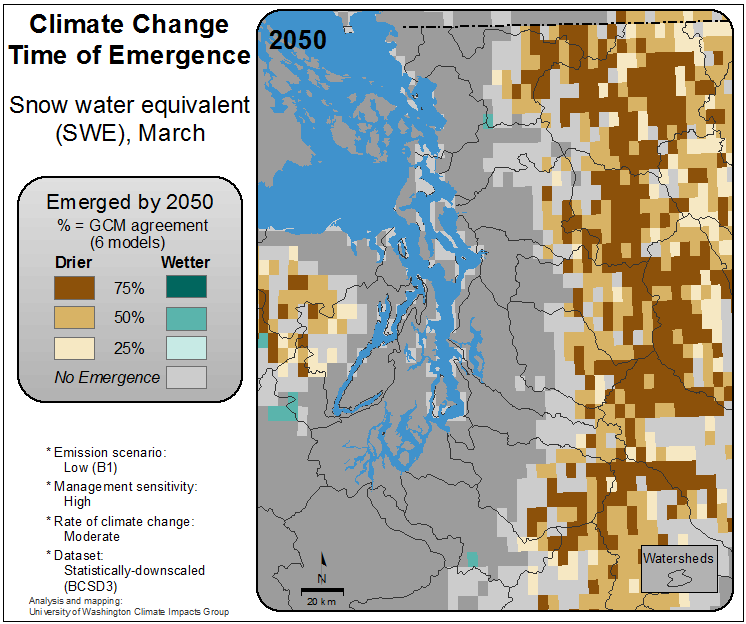 Climate Change
Time of Emergence
Snow water equivalent
(SWE), March
Emerged by 2050
% = GCM agreement
(6 models)
Drier Wetter
75%
50%
25%
No Emergence
* Emission scenario:
Low (B1)
* Management sensitivity:
High
* Rate of climate change:
Moderate
* Dataset:
Statistically-downscaled
(BCSD3)
Analysis and mapping:
University of Washington Climate Impacts Group
2050
N
20 km
Watersheds